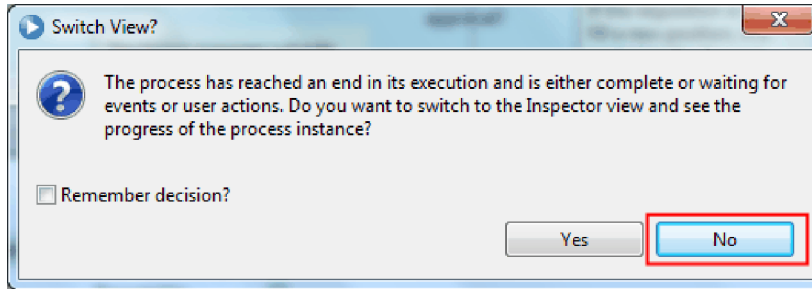 Switch View?
The process has reached an end in its execution and is either complete or waiting for
events or user actions. Do you want to switch to the Inspector view and see the
progress of the process instance?
Remember decision?
Yes
No